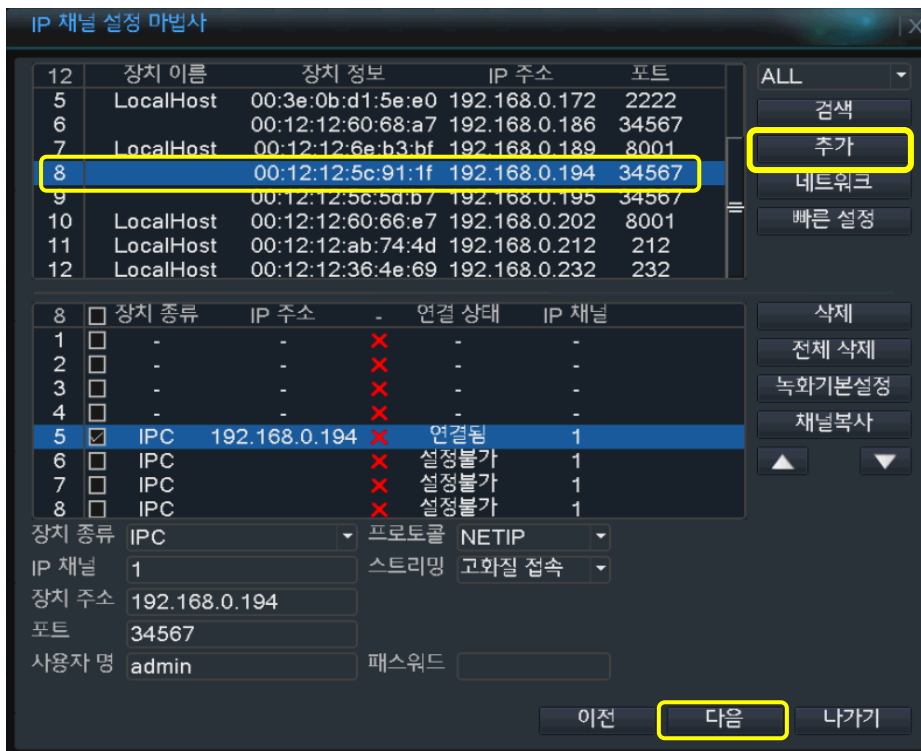 IP 채널 설정 마법사
12 장치 이름 장치 정보 IP 주소 포트 ALL
5 LocalHost 00:3e:0b:d1:5e:e0 192.168.0.172 2222 검색
6 00:12:12:60:68:a7 192.168.0.186 34567
7 LocalHost 00:12:12:6e:b3:bf 192.168.0.189 8001 추가
8 00:12:12:5c:91:1f 192.168.0.194 34567 네트워크
9 00:12:12:5c:5d:b7 192.168.0.195 34567
10 LocalHost 00:12:12:60:66:e7 192.168.0.202 8001 빠른 설정
11 LocalHost 00:12:12:ab:74:4d 192.168.0.212 212
12 LocalHost 00:12:12:36:4e:69 192.168.0.232 232
8 장치 종류 IP 주소 - 연결 상태 IP 채널 삭제
1 - - - -
2 - - - - 전체 삭제
3 - - - - 녹화기본설정
4 - - - - 채널복사
5 IPC 192.168.0.194 연결됨 1
6 IPC 설정불가 1
7 IPC 설정불가 1
8 IPC 설정불가 1
장치 종류 IPC 프로토콜 NETIP
IP 채널 1 스트리밍 고화질 접속
장치 주소 192.168.0.194
포트 34567
사용자 명 admin 패스워드
이전 다음 나가기